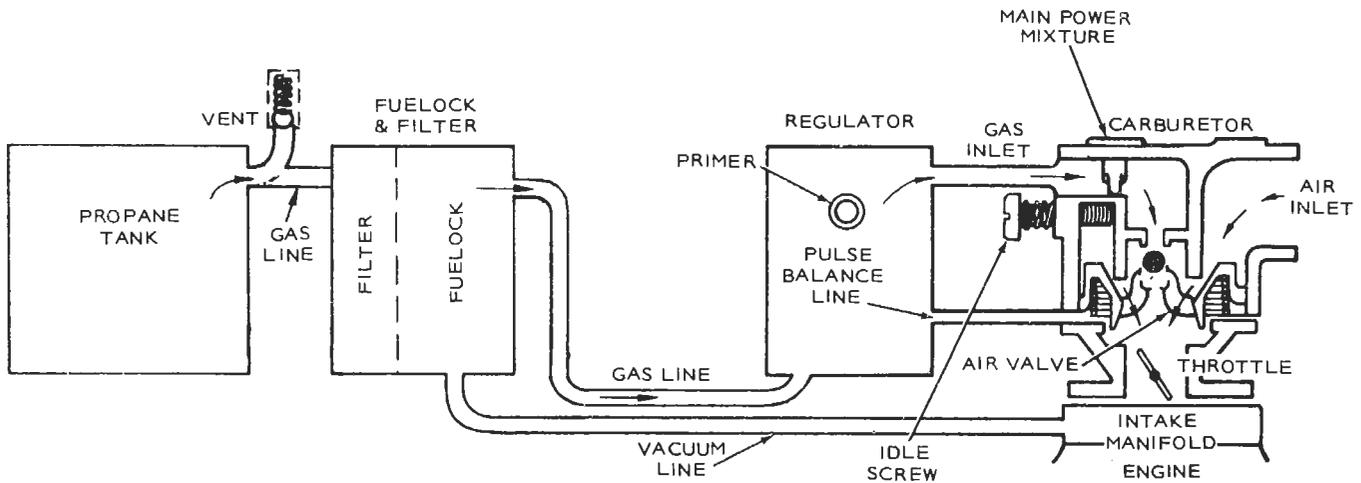 MAIN POWER
MIXTURE
VENT
FUELOCK
& FILTER
REGULATOR
GAS
INLET
CARBURETOR
PRIMER
AIR
INLET
PROPANE
TANK
GAS
LINE
FILTER
FUELOCK
PULSE
BALANCE
LINE
AIR VALVE
THROTTLE
GAS LINE
VACUUM
LINE
IDLE
SCREW
INTAKE
MANIFOLD
ENGINE